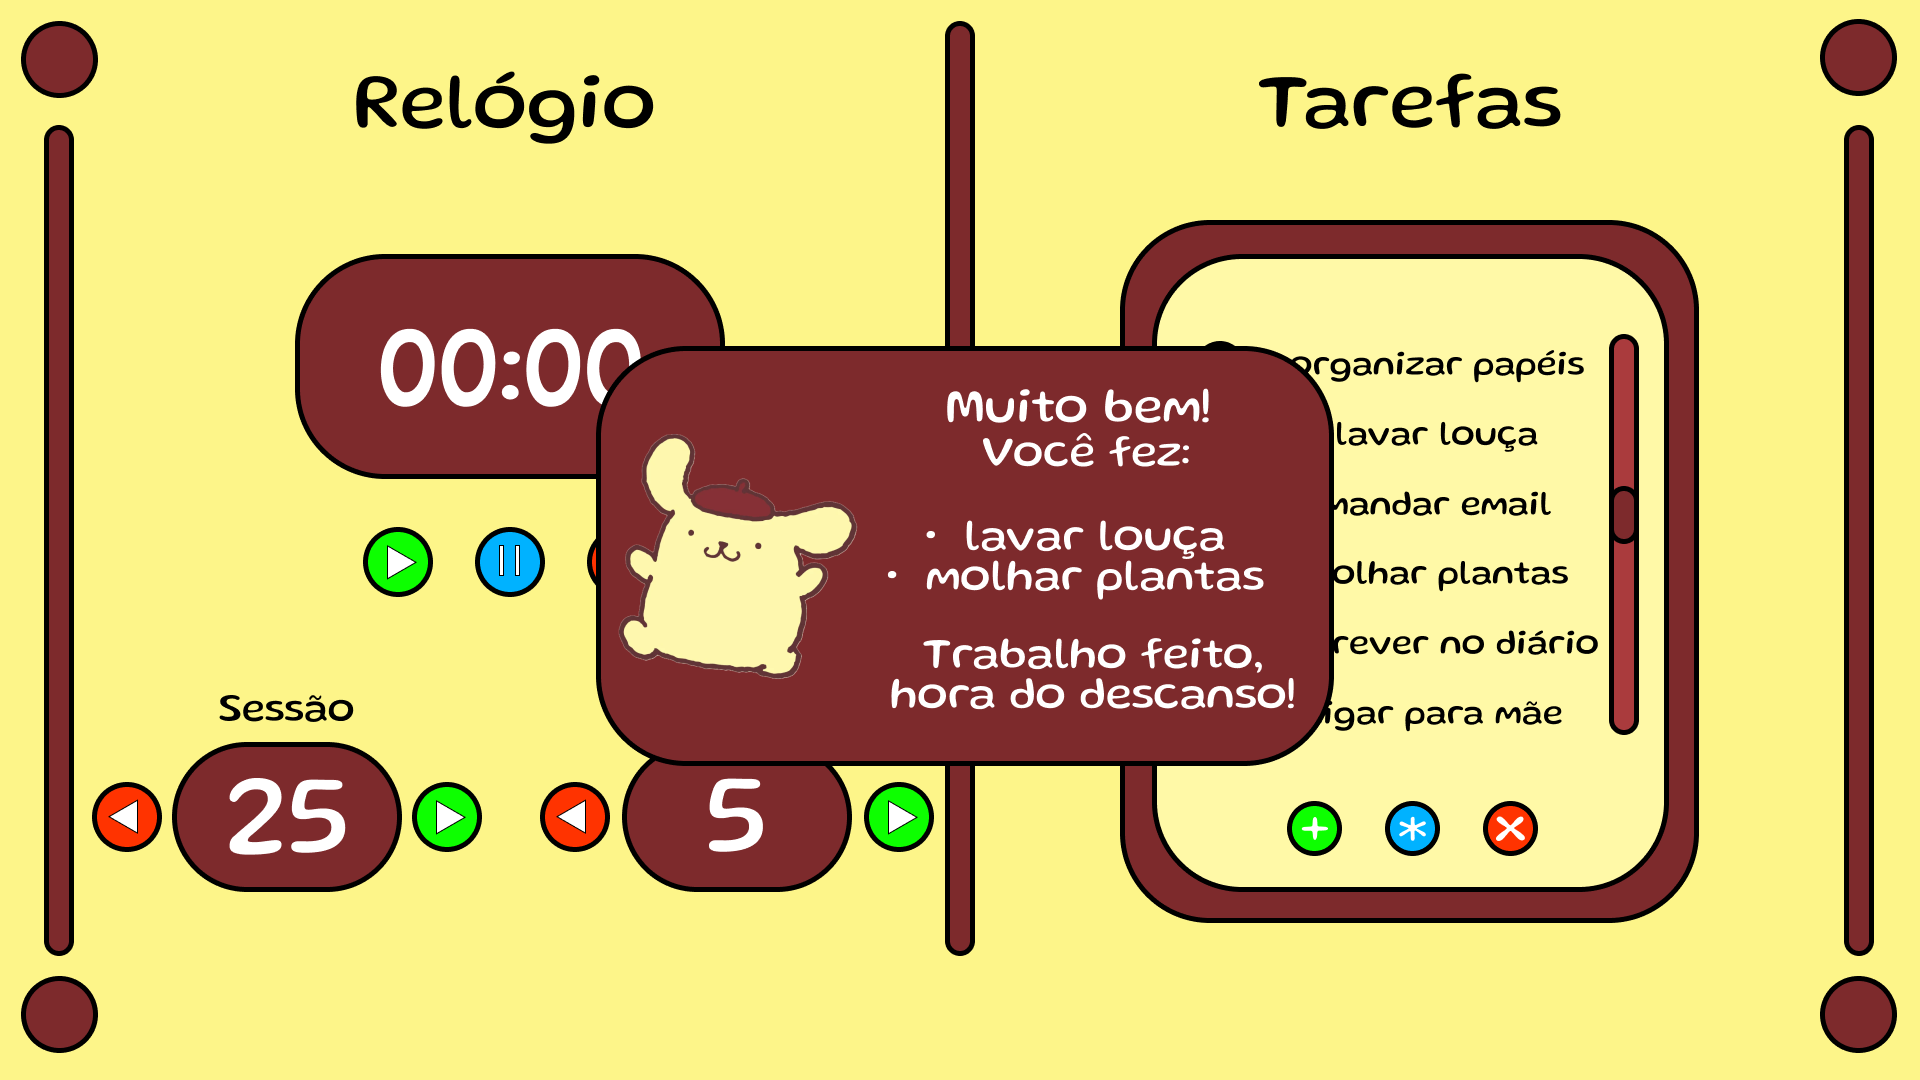 Relógio
Tarefas
00:00
Muito bem!
Você fez:
• lavar louça
• molhar plantas
Trabalho feito,
hora do descanso!
organizar papéis
lavar louça
mandar email
olhar plantas
rever no diário
igar para mãe
Sessão
25
5